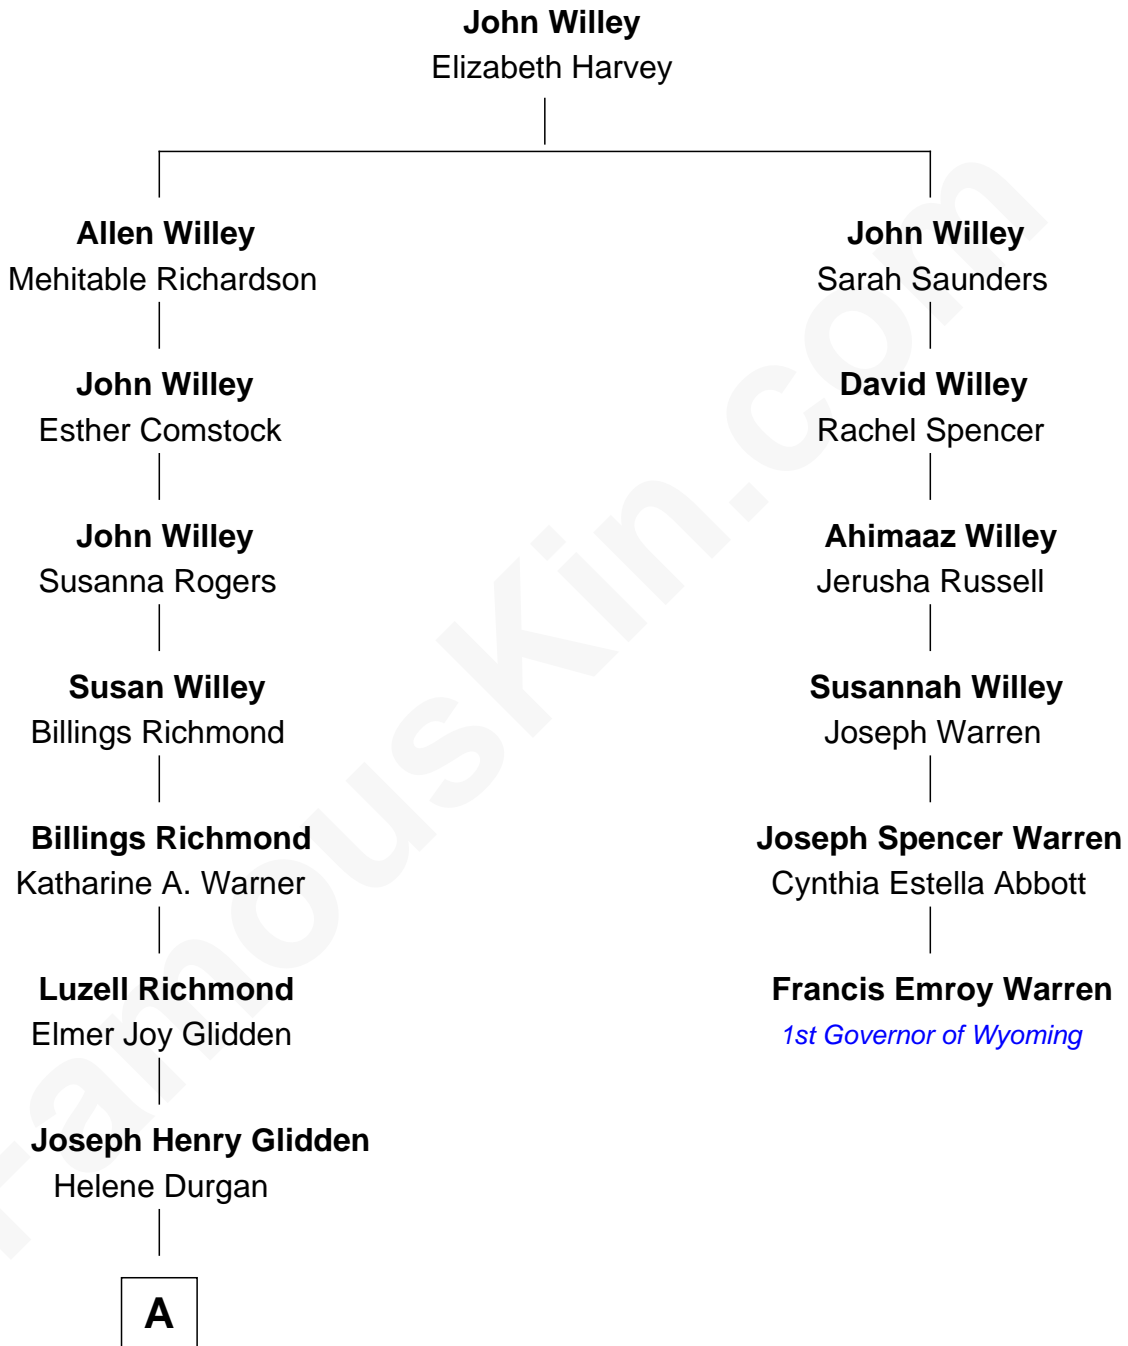 John Willey
Elizabeth Harvey
Allen Willey
Mehitable Richardson
John Willey
Esther Comstock
John Willey
Susanna Rogers
Susan Willey
Billings Richmond
Billings Richmond
Katharine A. Warner
Luzell Richmond
Elmer Joy Glidden
Joseph Henry Glidden
Helene Durgan
A
John Willey
Sarah Saunders
David Willey
Rachel Spencer
Ahimaaz Willey
Jerusha Russell
Susannah Willey
Joseph Warren
Joseph Spencer Warren
Cynthia Estella Abbott
Francis Emroy Warren
1st Governor of Wyoming
FamousKin.com